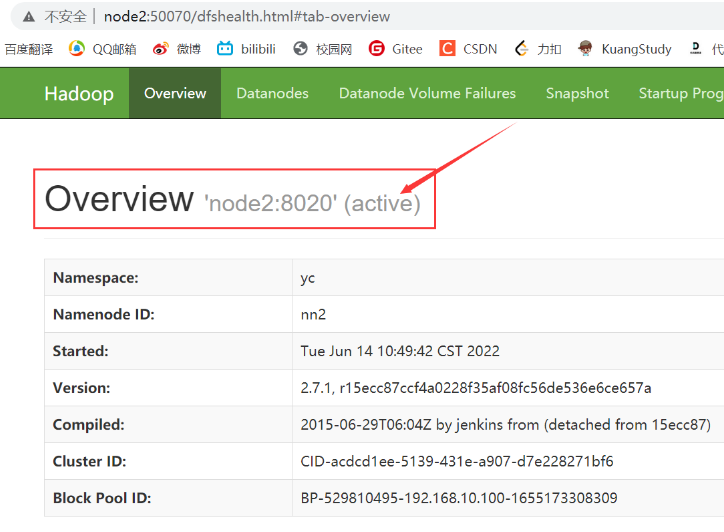 不安全 | node2:50070/dfshealth.html#tab-overview
百度翻译 QQ邮箱 微博 bilibili 校园网 Gitee CSDN 力扣 KuangStudy 代
Hadoop Overview Datanodes Datanode Volume Failures Snapshot Startup Prog
Overview 'node2:8020' (active)
Namespace: yc
Namenode ID: nn2
Started: Tue Jun 14 10:49:42 CST 2022
Version: 2.7.1, r15ecc87ccf4a0228f35af08fc56de536e6ce657a
Compiled: 2015-06-29T06:04Z by jenkins from (detached from 15ecc87)
Cluster ID: CID-acdcd1ee-5139-431e-a907-d7e228271bf6
Block Pool ID: BP-529810495-192.168.10.100-1655173308309